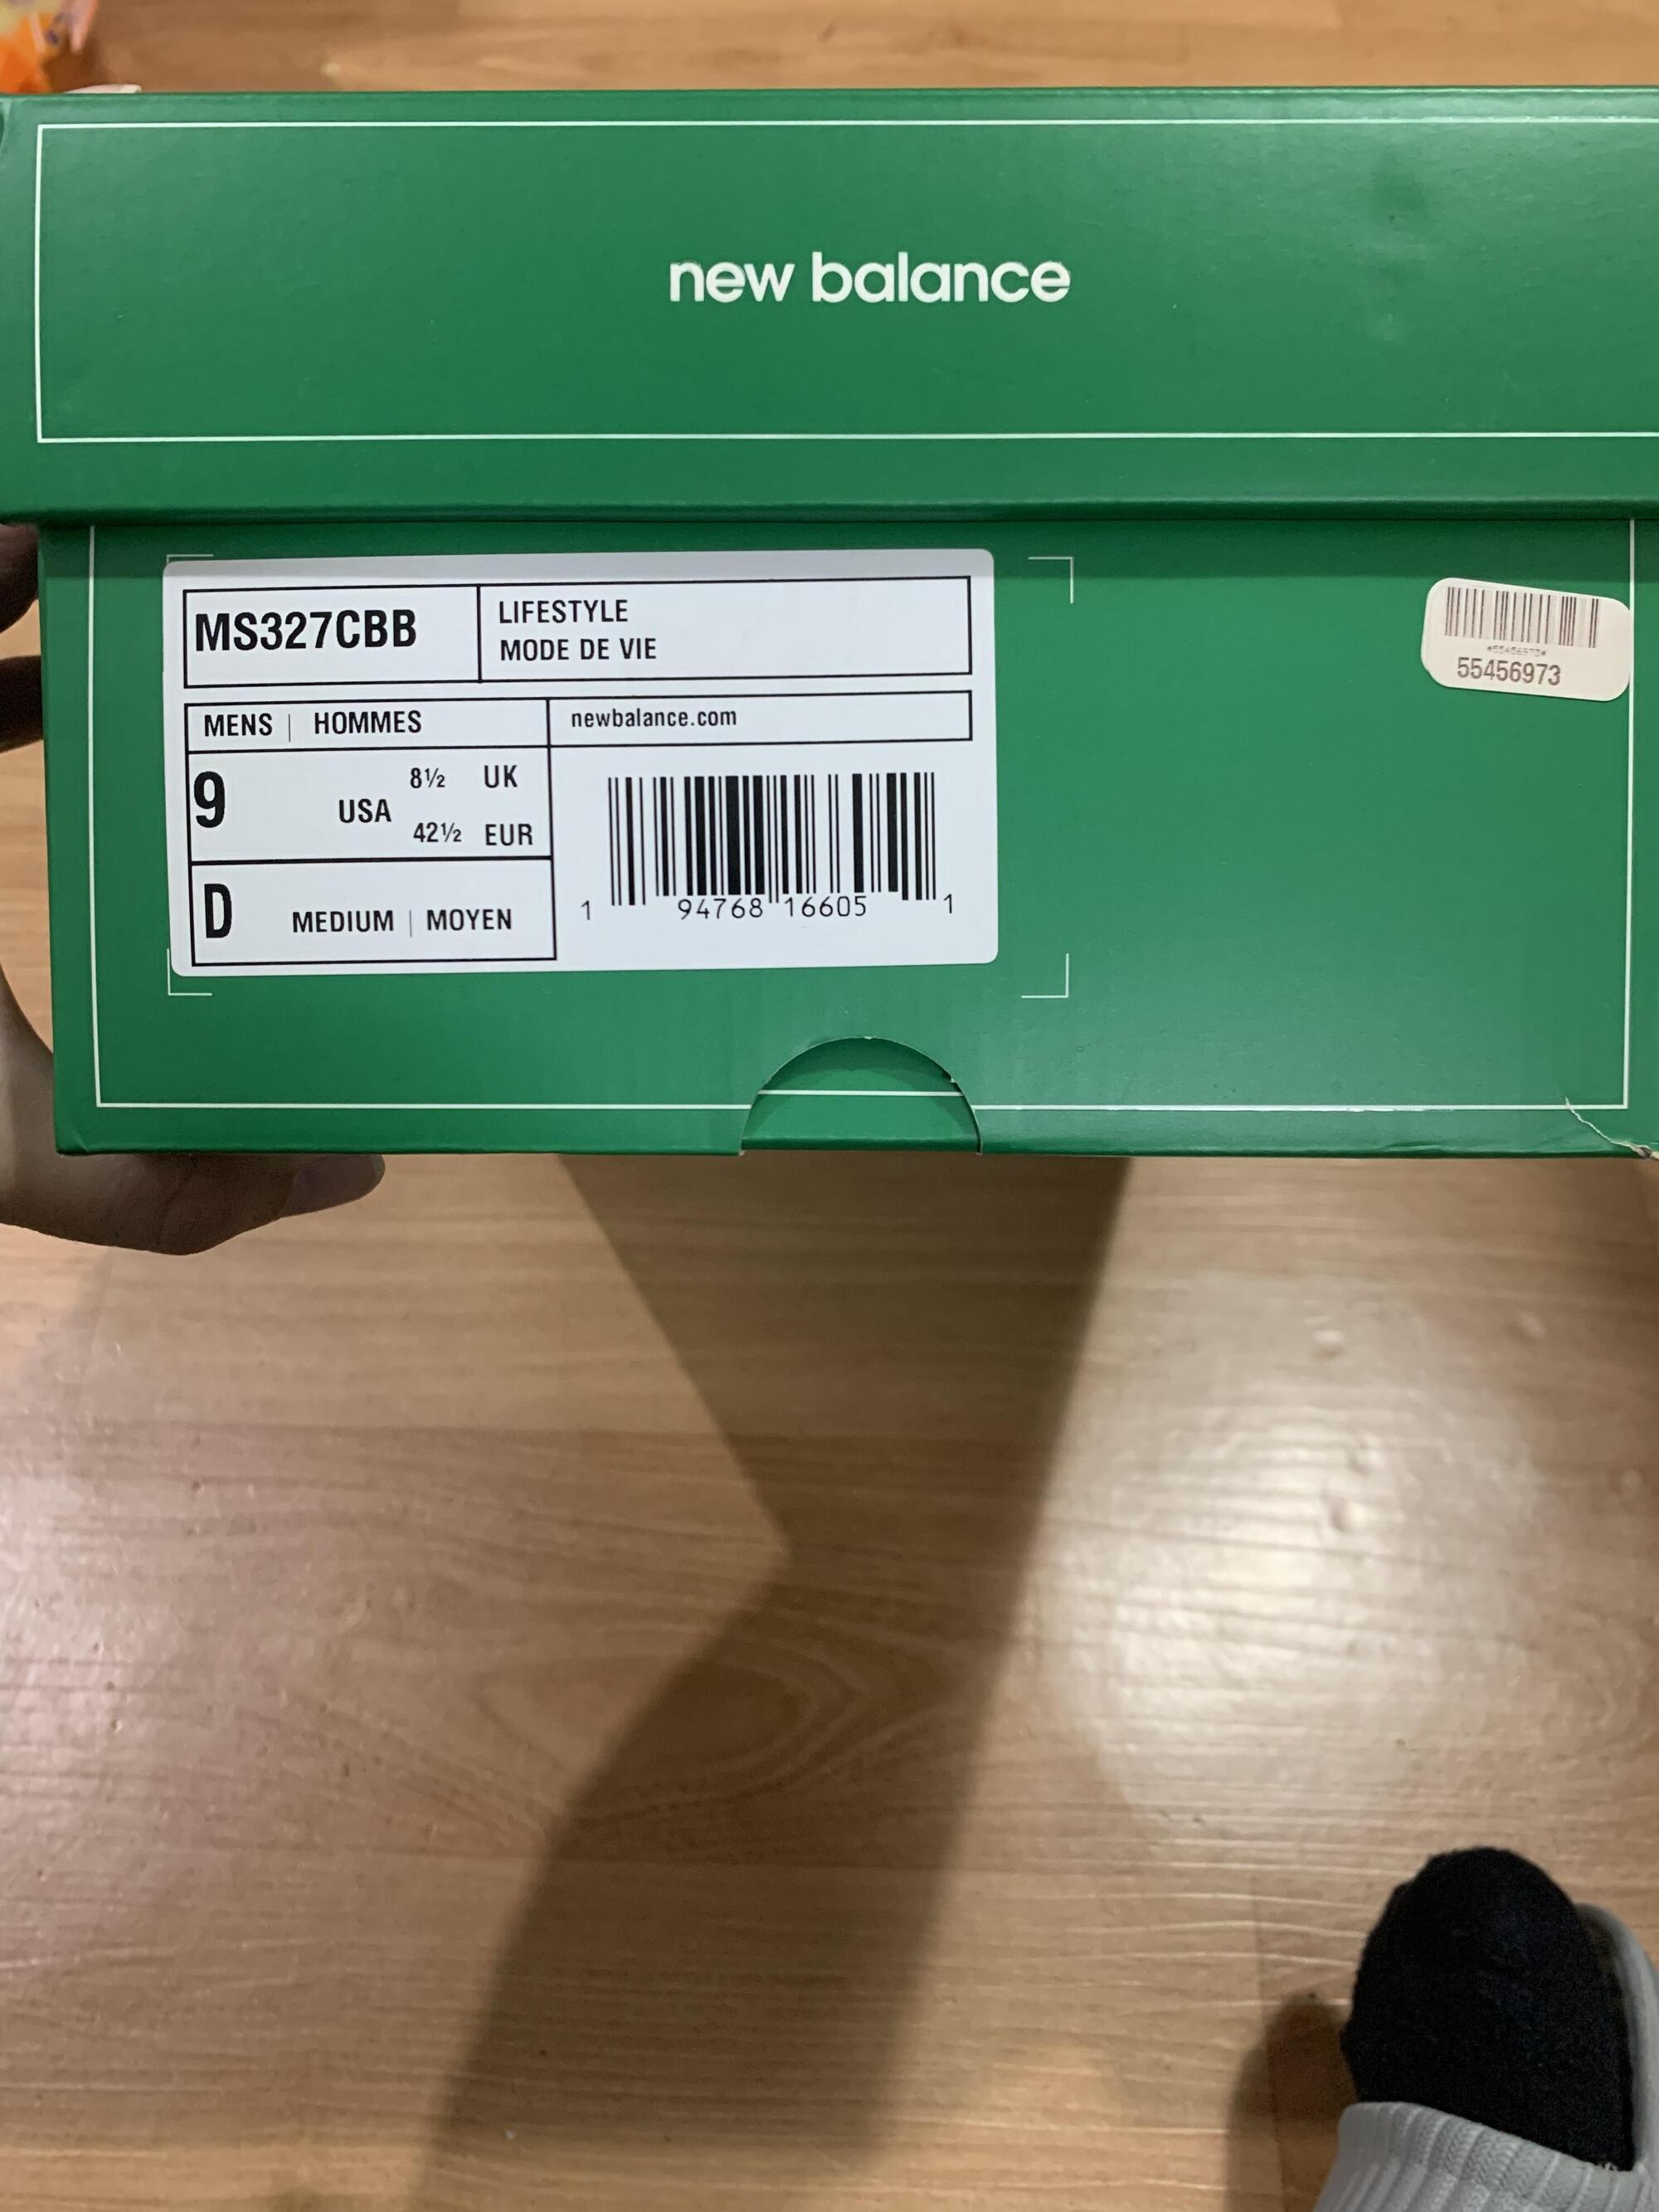 new balance
MS327CBB
LIFESTYLE
MODE DE VIE
MENS | HOMMES
newbalance.com
9 USA
8½ UK
42½ EUR
D MEDIUM | MOYEN
1 94768 16605 1
*55456973*
55456973